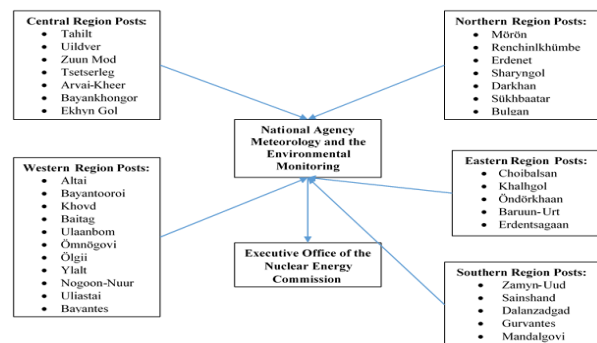 Central Region Posts:
• Tahilt
• Uildver
• Zuun Mod
• Tsetserleg
• Arvai-Kheer
• Bayankhongor
• Ekhyn Gol
Northern Region Posts:
• Mörön
• Renchinlkhümbe
• Erdenet
• Sharyngol
• Darkhan
• Sükhbaatar
• Bulgan
National Agency
Meteorology and the
Environmental
Monitoring
Western Region Posts:
• Altai
• Bayantooroi
• Khovd
• Baitag
• Ulaanbom
• Ömnögovi
• Ölgii
• Ylalt
• Nogoon-Nuur
• Uliastai
• Bayantes
Eastern Region Posts:
• Choibalsan
• Khalhgol
• Öndörkhaan
• Baruun-Urt
• Erdentsagaan
Executive Office of the
Nuclear Energy
Commission
Southern Region Posts:
• Zamyn-Uud
• Sainshand
• Dalanzadgad
• Gurvantes
• Mandalgovi